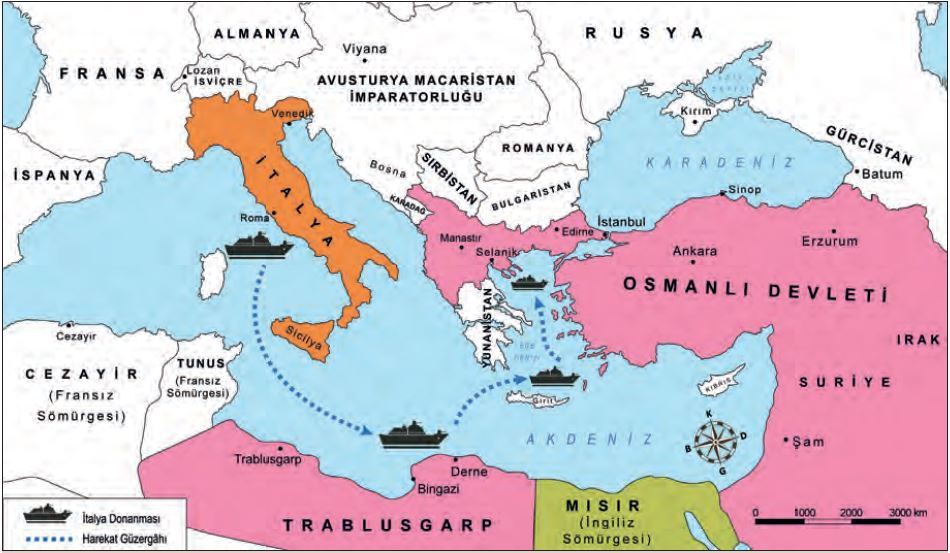 ALMANYA
RUSYA
Viyana
FRANSA
Lozan
İSVİÇRE
AVUSTURYA MACARİSTAN
İMPARATORLUĞU
Venedik
Kırım
ROMANYA
GÜRCİSTAN
KARADENİZ
Batum
İSPANYA
Bosna
SIRBİSTAN
BULGARİSTAN
Sinop
KARADAĞ
İTALYA
Roma
Manastır
Selanik
Edirne
İstanbul
Ankara
Erzurum
OSMANLI DEVLETİ
YUNANİSTAN
Sicilya
Cezayir
CEZAYİR
(Fransız
Sömürgesi)
TUNUS
(Fransız
Sömürgesi)
IRAK
SURİYE
KIBRIS
Girit
AKDENİZ
K
B
D
G
Şam
Trablusgarp
Derne
Bingazi
TRABLUSGARP
MISIR
(İngiliz
Sömürgesi)
İtalya Donanması
Harekat Güzergâhı
0 1000 2000 3000 km